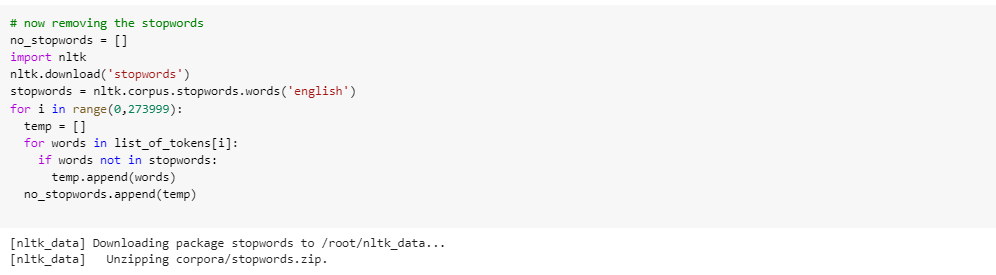 # now removing the stopwords
no_stopwords = []
import nltk
nltk.download('stopwords')
stopwords = nltk.corpus.stopwords.words('english')
for i in range(0,273999):
  temp = []
  for words in list_of_tokens[i]:
    if words not in stopwords:
      temp.append(words)
  no_stopwords.append(temp)
[nltk_data] Downloading package stopwords to /root/nltk_data...
[nltk_data]   Unzipping corpora/stopwords.zip.